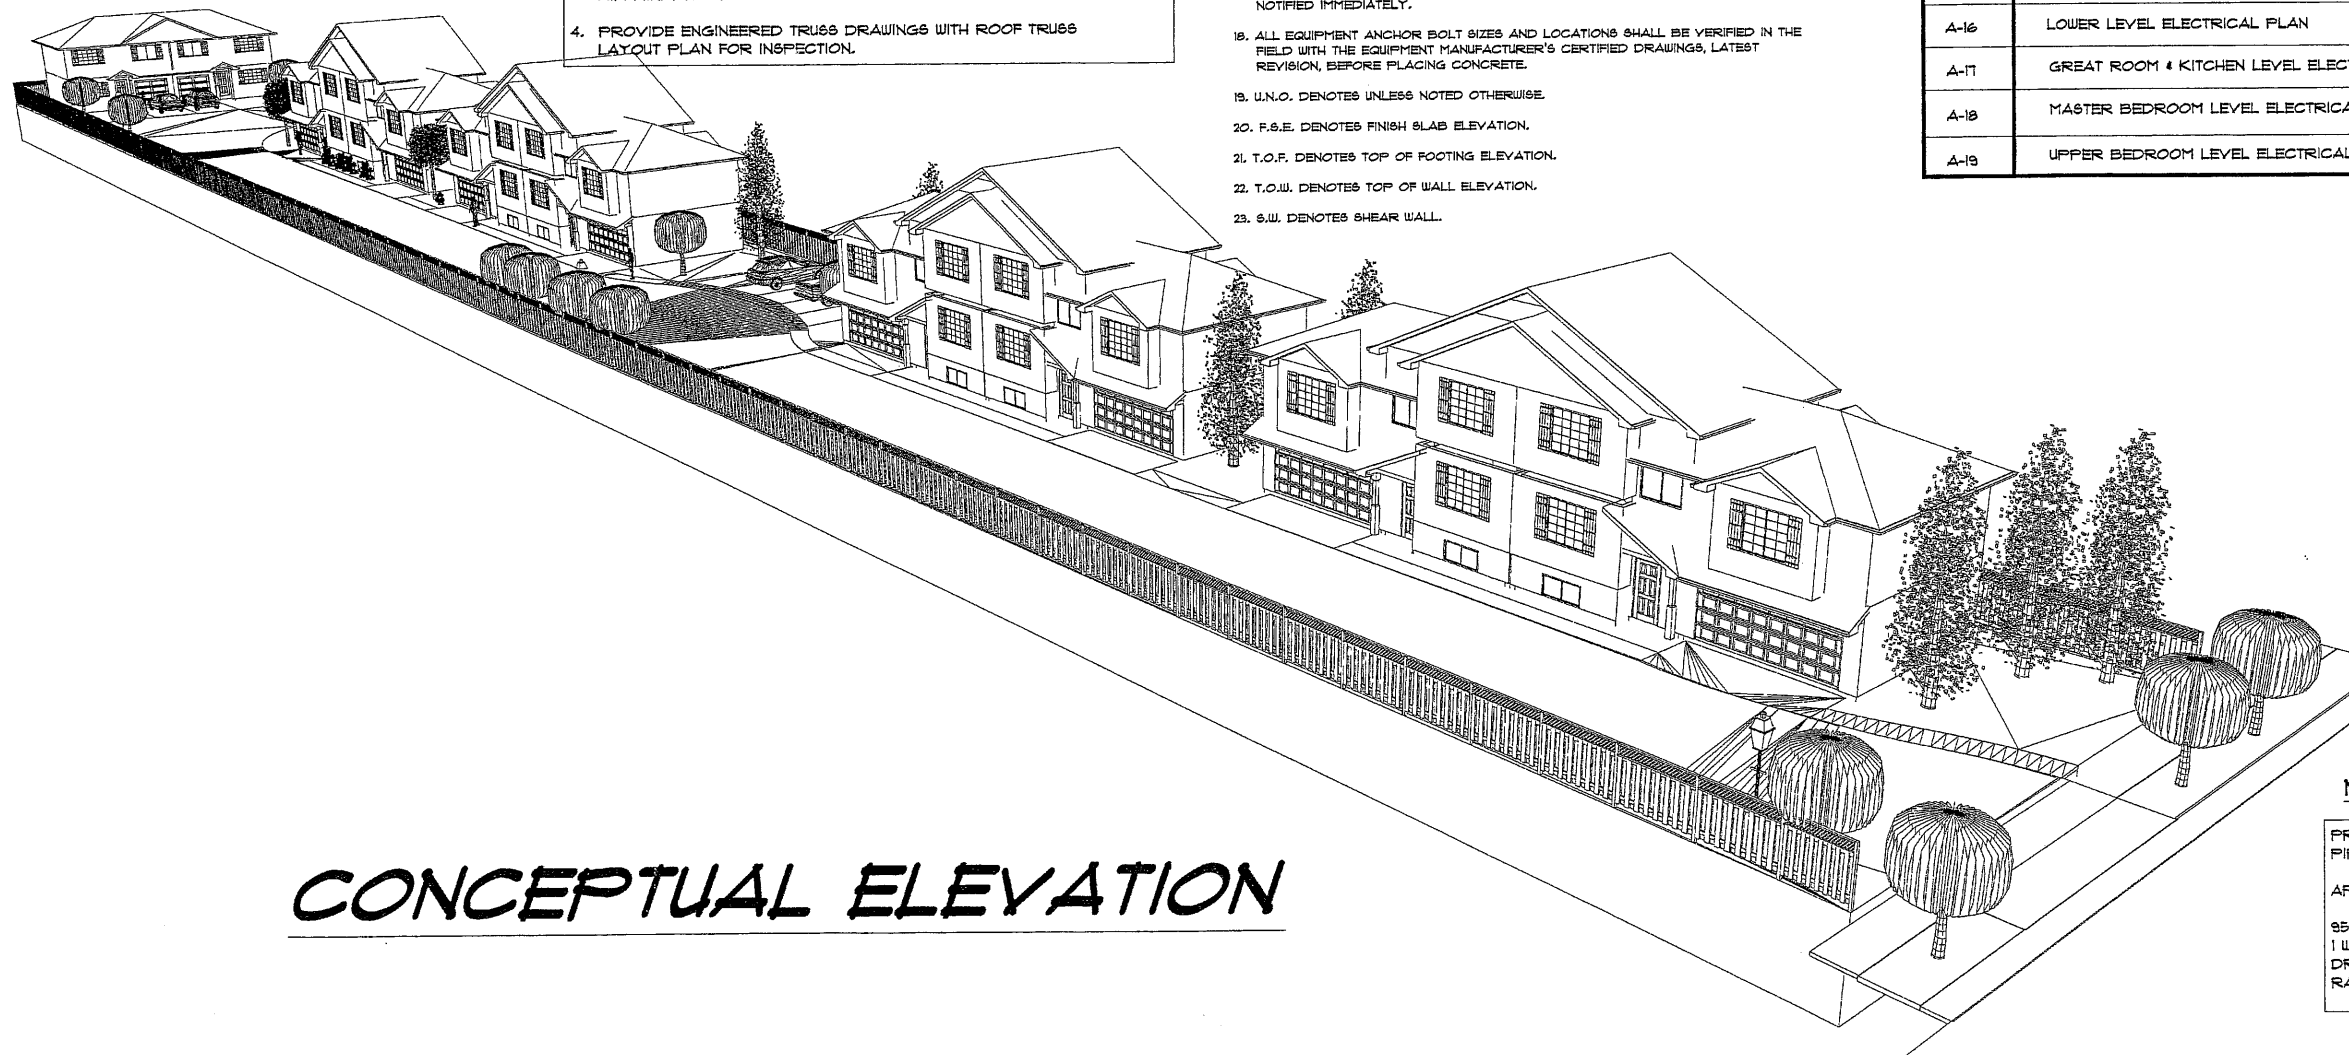 4. PROVIDE ENGINEERED TRUSS DRAWINGS WITH ROOF TRUSS
LAYOUT PLAN FOR INSPECTION.
NOTIFIED IMMEDIATELY.
18. ALL EQUIPMENT ANCHOR BOLT SIZES AND LOCATIONS SHALL BE VERIFIED IN THE
FIELD WITH THE EQUIPMENT MANUFACTURER'S CERTIFIED DRAWINGS, LATEST
REVISION, BEFORE PLACING CONCRETE.
19. U.N.O. DENOTES UNLESS NOTED OTHERWISE.
20. F.S.E. DENOTES FINISH SLAB ELEVATION.
21. T.O.F. DENOTES TOP OF FOOTING ELEVATION.
22. T.O.W. DENOTES TOP OF WALL ELEVATION.
23. S.W. DENOTES SHEAR WALL.
A-16 LOWER LEVEL ELECTRICAL PLAN
A-17 GREAT ROOM & KITCHEN LEVEL ELEC
A-18 MASTER BEDROOM LEVEL ELECTRICA
A-19 UPPER BEDROOM LEVEL ELECTRICAL
CONCEPTUAL ELEVATION